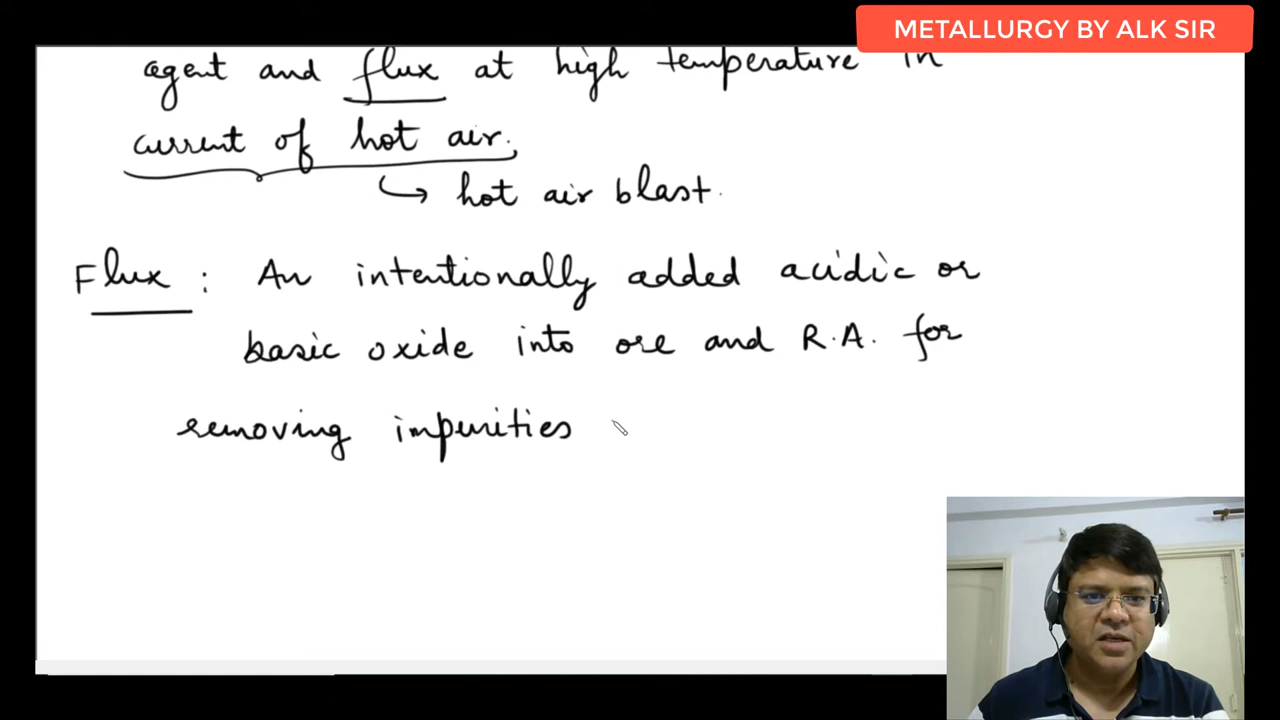 METALLURGY BY ALK SIR
agent and flux at high temperature in
current of hot air.
↳ hot air blast.
Flux : An intentionally added acidic or
basic oxide into ore and R.A. for
removing impurities